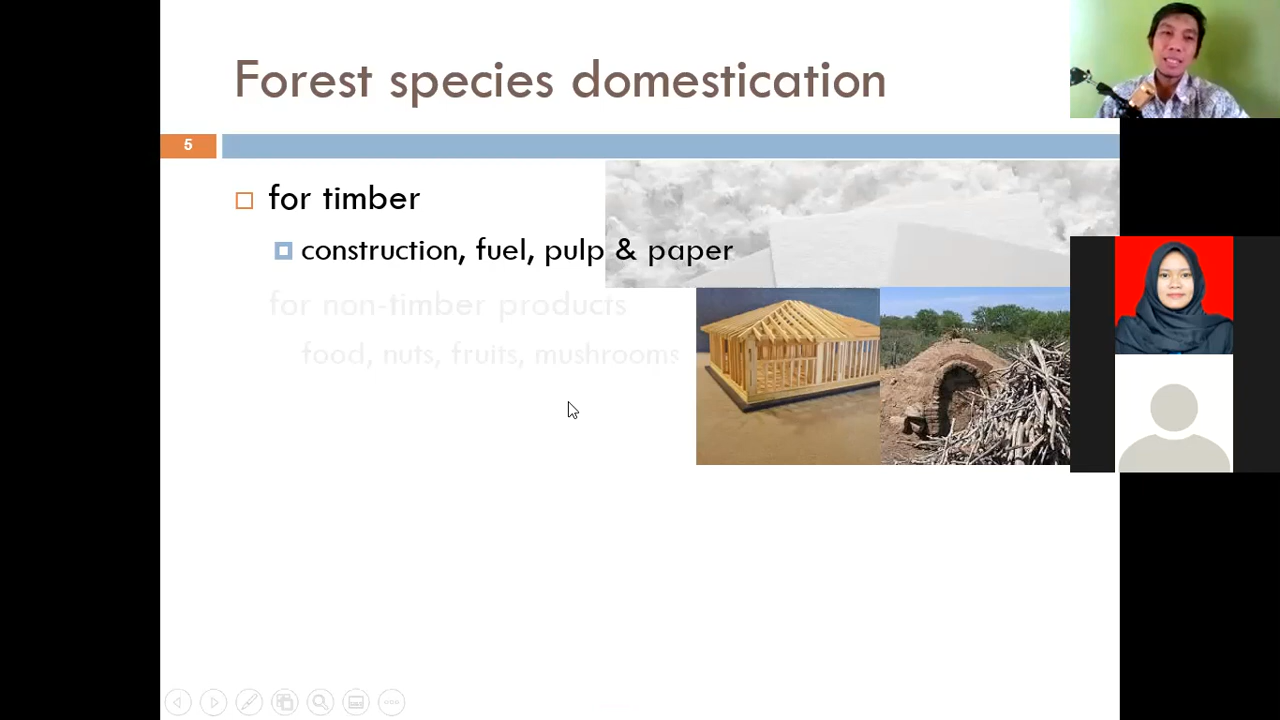 Forest species domestication
5
for timber
construction, fuel, pulp & paper
for non-timber products
food, nuts, fruits, mushrooms